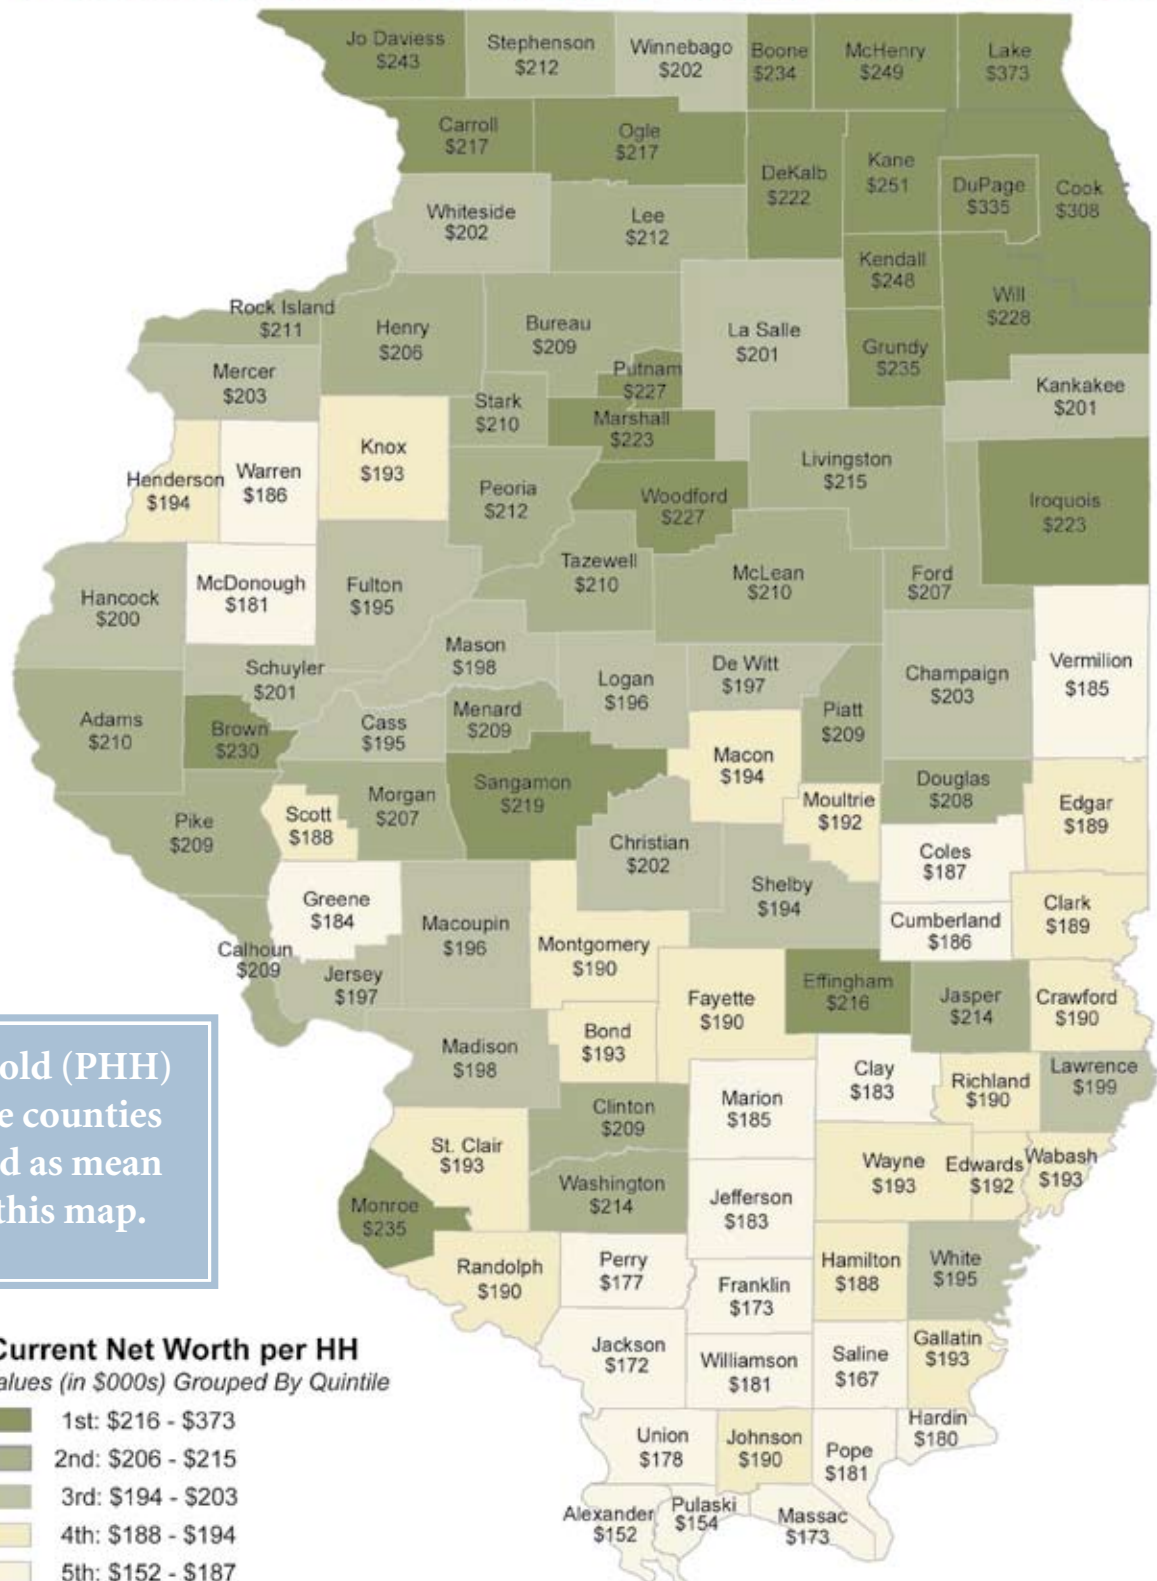 Jo Daviess
$243
Stephenson
$212
Winnebago
$202
Boone
$234
McHenry
$249
Lake
$373
Carroll
$217
Ogle
$217
DeKalb
$222
Kane
$251
DuPage
$335
Cook
$308
Whiteside
$202
Lee
$212
Kendall
$248
Will
$228
Rock Island
$211
Henry
$206
Bureau
$209
La Salle
$201
Grundy
$235
Mercer
$203
Putnam
$227
Kankakee
$201
Stark
$210
Marshall
$223
Henderson
$194
Warren
$186
Knox
$193
Peoria
$212
Livingston
$215
Woodford
$227
Iroquois
$223
Hancock
$200
McDonough
$181
Fulton
$195
Tazewell
$210
McLean
$210
Ford
$207
Schuyler
$201
Mason
$198
Logan
$196
De Witt
$197
Champaign
$203
Vermilion
$185
Adams
$210
Brown
$230
Cass
$195
Menard
$209
Piatt
$209
Macon
$194
Sangamon
$219
Pike
$209
Scott
$188
Morgan
$207
Moultrie
$192
Douglas
$208
Edgar
$189
Christian
$202
Coles
$187
Greene
$184
Macoupin
$196
Shelby
$194
Cumberland
$186
Clark
$189
Calhoun
$209
Jersey
$197
Montgomery
$190
Fayette
$190
Effingham
$216
Jasper
$214
Crawford
$190
Bond
$193
Madison
$198
Clay
$183
Richland
$190
Lawrence
$199
Clinton
$209
Marion
$185
St. Clair
$193
Wayne
$193
Edwards
$192
Wabash
$193
Monroe
$235
Washington
$214
Jefferson
$183
Randolph
$190
Perry
$177
Franklin
$173
Hamilton
$188
White
$195
Jackson
$172
Williamson
$181
Saline
$167
Gallatin
$193
Union
$178
Johnson
$190
Pope
$181
Hardin
$180
Alexander
$152
Pulaski
$154
Massac
$173
old (PHH)
e counties
d as mean
this map.
Current Net Worth per HH
alues (in $000s) Grouped By Quintile
1st: $216 - $373
2nd: $206 - $215
3rd: $194 - $203
4th: $188 - $194
5th: $152 - $187